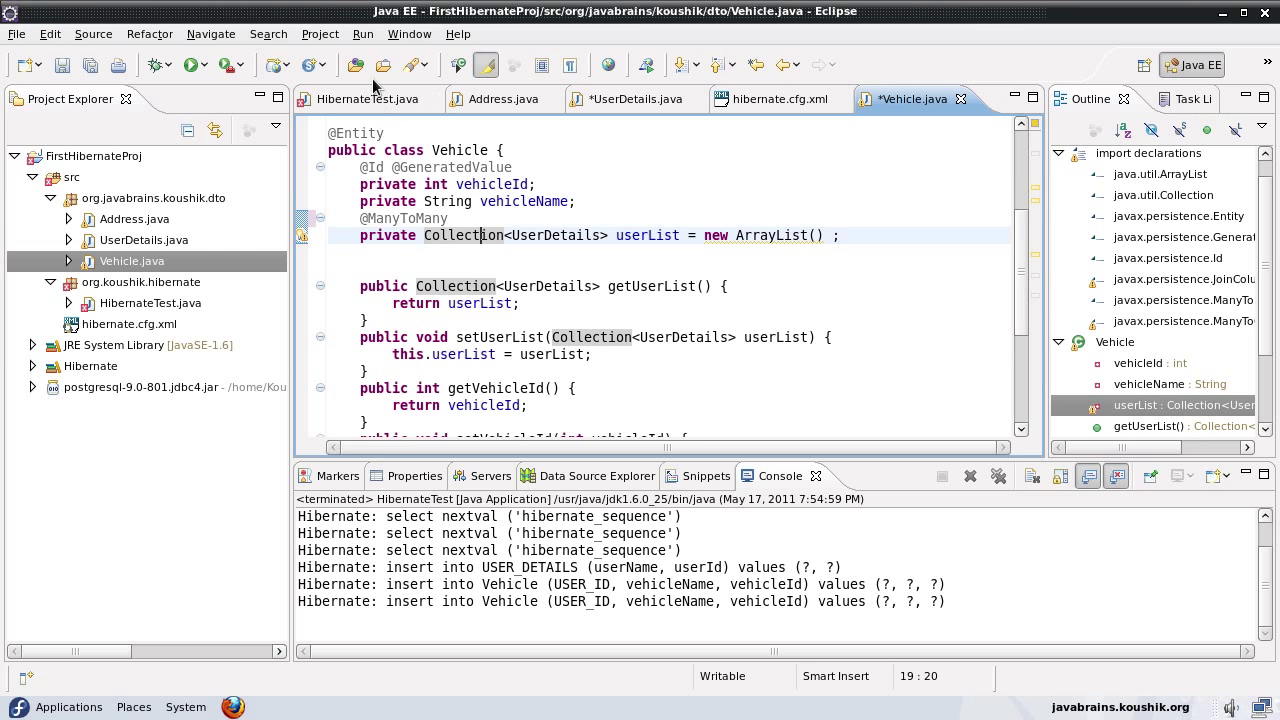 Java EE - FirstHibernateProj/src/org/javabrains/koushik/dto/Vehicle.java - Eclipse
File Edit Source Refactor Navigate Search Project Run Window Help
Java EE
Project Explorer
HibernateTest.java Address.java *UserDetails.java hibernate.cfg.xml *Vehicle.java
Outline Task Li
FirstHibernateProj
src
org.javabrains.koushik.dto
Address.java
UserDetails.java
Vehicle.java
org.koushik.hibernate
HibernateTest.java
hibernate.cfg.xml
JRE System Library [JavaSE-1.6]
Hibernate
postgresql-9.0-801.jdbc4.jar - /home/Kou
@Entity
public class Vehicle {
@Id @GeneratedValue
private int vehicleId;
private String vehicleName;
@ManyToMany
private Collection<UserDetails> userList = new ArrayList() ;
public Collection<UserDetails> getUserList() {
return userList;
}
public void setUserList(Collection<UserDetails> userList) {
this.userList = userList;
}
public int getVehicleId() {
return vehicleId;
}
public void setVehicleId(int vehicleId) {
import declarations
java.util.ArrayList
java.util.Collection
javax.persistence.Entity
javax.persistence.Generat
javax.persistence.Id
javax.persistence.JoinColu
javax.persistence.ManyTo
javax.persistence.ManyTo
Vehicle
vehicleId : int
vehicleName : String
userList : Collection<User
getUserList() : Collection<
Markers Properties Servers Data Source Explorer Snippets Console
<terminated> HibernateTest [Java Application] /usr/java/jdk1.6.0_25/bin/java (May 17, 2011 7:54:59 PM)
Hibernate: select nextval ('hibernate_sequence')
Hibernate: select nextval ('hibernate_sequence')
Hibernate: select nextval ('hibernate_sequence')
Hibernate: insert into USER_DETAILS (userName, userId) values (?, ?)
Hibernate: insert into Vehicle (USER_ID, vehicleName, vehicleId) values (?, ?, ?)
Hibernate: insert into Vehicle (USER_ID, vehicleName, vehicleId) values (?, ?, ?)
Writable Smart Insert 19 : 20
Applications Places System
javabrains.koushik.org